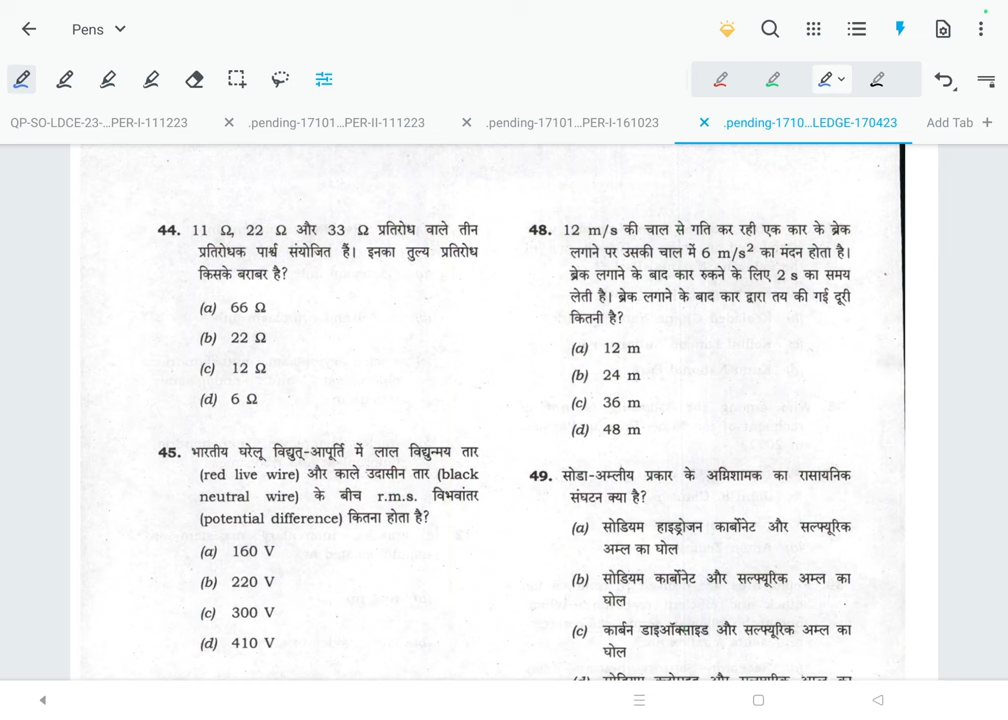 Pens
QP-SO-LDCE-23-...PER-I-111223
.pending-17101...PER-II-111223
.pending-17101...PER-I-161023
.pending-1710...LEDGE-170423
Add Tab
44. 11 Ω, 22 Ω और 33 Ω प्रतिरोध वाले तीन
प्रतिरोधक पार्श्व संयोजित हैं। इनका तुल्य प्रतिरोध
किसके बराबर है?
(a) 66 Ω
(b) 22 Ω
(c) 12 Ω
(d) 6 Ω
45. भारतीय घरेलू विद्युत्-आपूर्ति में लाल विद्युन्मय तार
(red live wire) और काले उदासीन तार (black
neutral wire) के बीच r.m.s. विभवांतर
(potential difference) कितना होता है?
(a) 160 V
(b) 220 V
(c) 300 V
(d) 410 V
48. 12 m/s की चाल से गति कर रही एक कार के ब्रेक
लगाने पर उसकी चाल में 6 m/s² का मंदन होता है।
ब्रेक लगाने के बाद कार रुकने के लिए 2 s का समय
लेती है। ब्रेक लगाने के बाद कार द्वारा तय की गई दूरी
कितनी है?
(a) 12 m
(b) 24 m
(c) 36 m
(d) 48 m
49. सोडा-अम्लीय प्रकार के अग्निशामक का रासायनिक
संघटन क्या है?
(a) सोडियम हाइड्रोजन कार्बोनेट और सल्फ्यूरिक
अम्ल का घोल
(b) सोडियम कार्बोनेट और सल्फ्यूरिक अम्ल का
घोल
(c) कार्बन डाइऑक्साइड और सल्फ्यूरिक अम्ल का
घोल